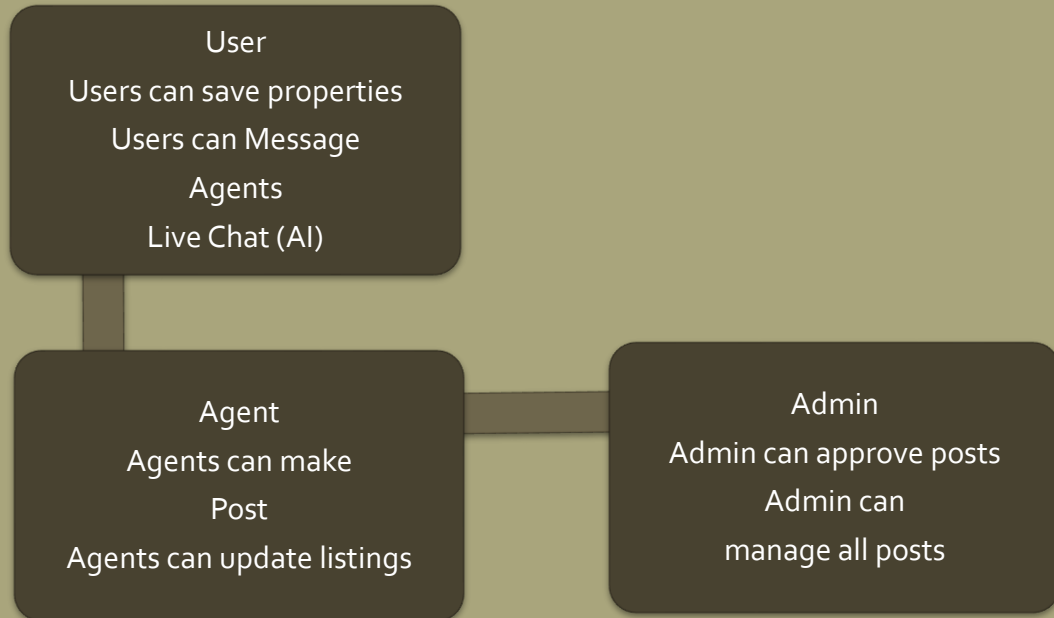 User
Users can save properties
Users can Message
Agents
Live Chat (AI)
Agent
Agents can make
Post
Agents can update listings
Admin
Admin can approve posts
Admin can
manage all posts